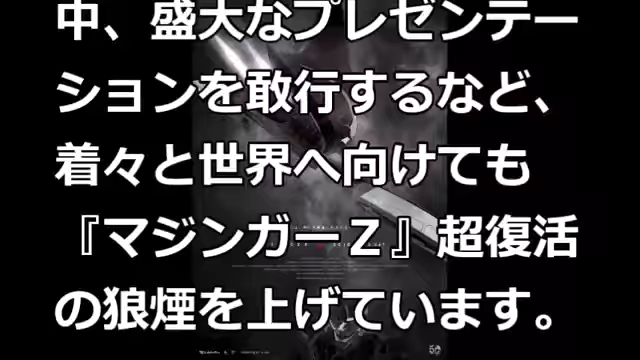 中、盛大なプレゼンテー
ションを敢行するなど、
着々と世界へ向けても
『マジンガーＺ』超復活
の狼煙を上げています。